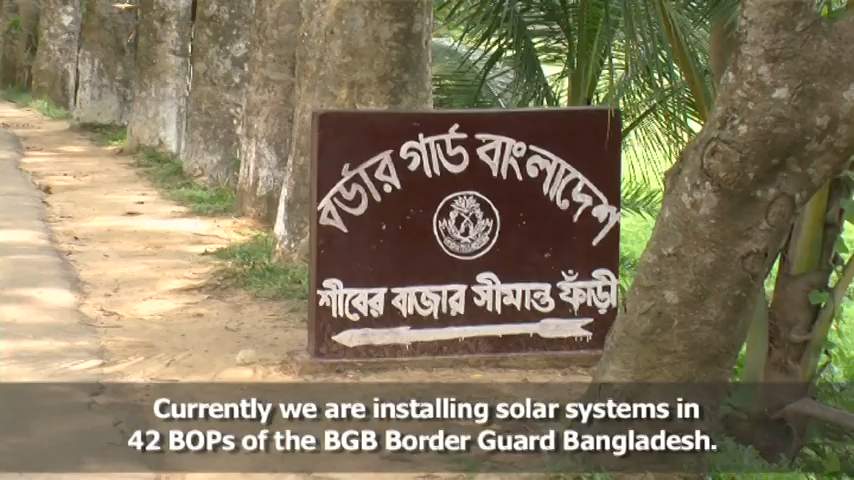 বর্ডার গার্ড বাংলাদেশ
শীবের বাজার সীমান্ত ফাঁড়ী
Currently we are installing solar systems in
42 BOPs of the BGB Border Guard Bangladesh.